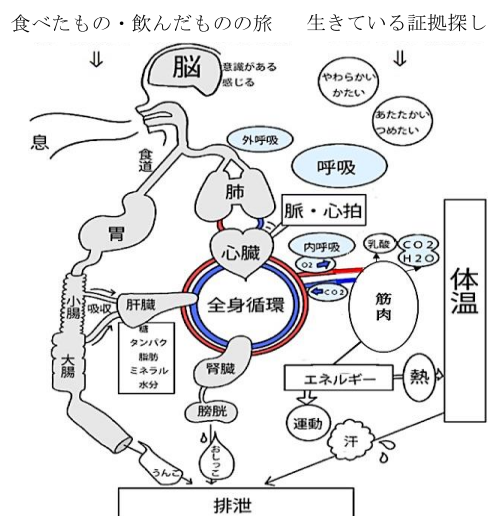 食べたもの・飲んだものの旅
生きている証拠探し
脳
意識がある
感じる
やわらかい
かたい
あたたかい
つめたい
息
食道
外呼吸
呼吸
肺
脈・心拍
胃
心臓
内呼吸
O2
CO2
乳酸
CO2
H2O
体温
小腸
吸収
肝臓
全身循環
筋肉
糖
タンパク
脂肪
ミネラル
水分
大腸
腎臓
エネルギー
熱
膀胱
運動
汗
おしっこ
うんこ
排泄